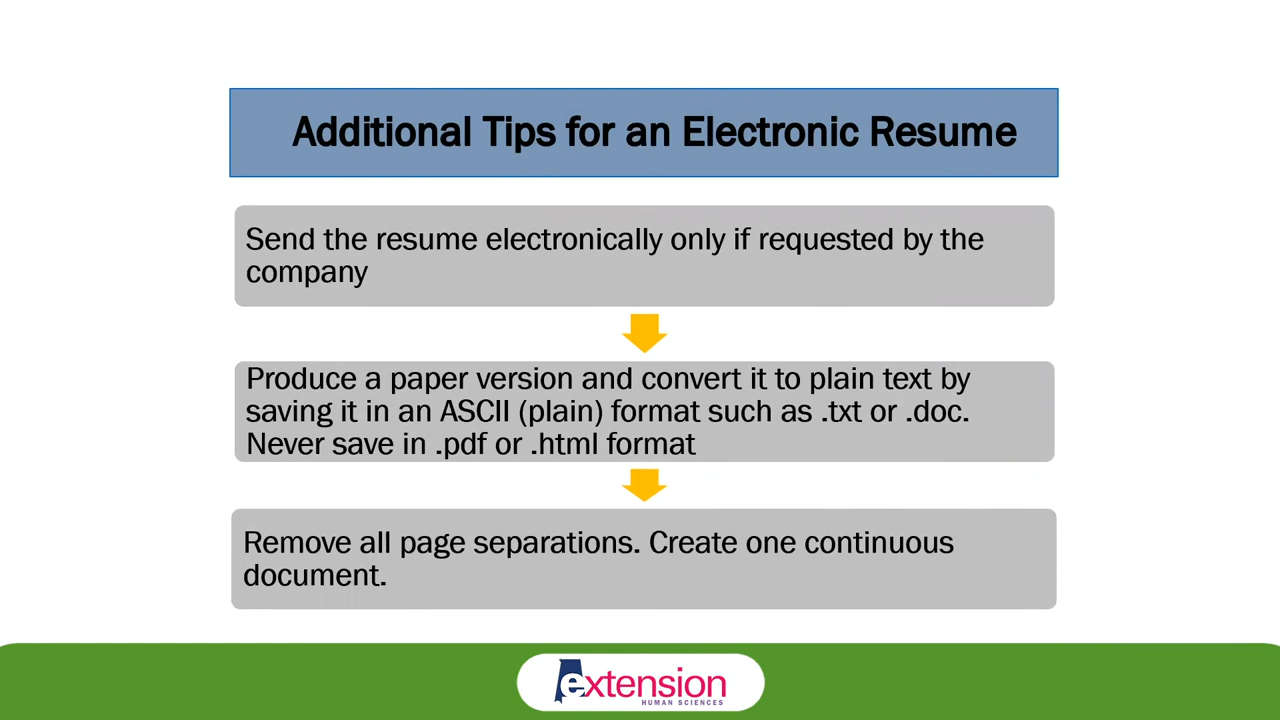 Additional Tips for an Electronic Resume
Send the resume electronically only if requested by the
company
Produce a paper version and convert it to plain text by
saving it in an ASCII (plain) format such as .txt or .doc.
Never save in .pdf or .html format
Remove all page separations. Create one continuous
document.
extension
HUMAN SCIENCES